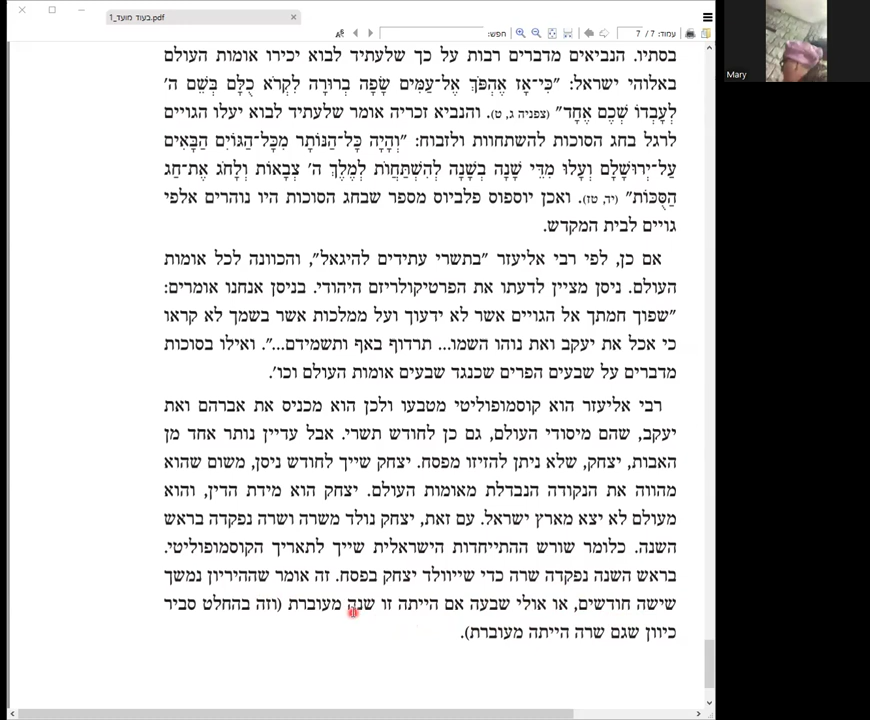 בעוד מועד_1.pdf
עמוד: 7 / 7
חפש:
Mary
בסתיו. הנביאים מדברים רבות על כך שלעתיד לבוא יכירו אומות העולם
באלוהי ישראל: "כִּי־אָז אֶהְפֹּךְ אֶל־עַמִּים שָׂפָה בְרוּרָה לִקְרֹא כֻלָּם בְּשֵׁם ה'
לְעָבְדוֹ שְׁכֶם אֶחָד" (צפניה ג, ט). והנביא זכריה אומר שלעתיד לבוא יעלו הגויים
לרגל בחג הסוכות להשתחוות ולזבוח: "וְהָיָה כָּל־הַנּוֹתָר מִכָּל־הַגּוֹיִם הַבָּאִים
עַל־יְרוּשָׁלָם וְעָלוּ מִדֵּי שָׁנָה בְשָׁנָה לְהִשְׁתַּחֲוֹת לְמֶלֶךְ ה' צְבָאוֹת וְלָחֹג אֶת־חַג
הַסֻּכּוֹת" (יד, טז). ואכן יוספוס פלביוס מספר שבחג הסוכות היו נוהרים אלפי
גויים לבית המקדש.
אם כן, לפי רבי אליעזר "בתשרי עתידים להיגאל", והכוונה לכל אומות
העולם. ניסן מציין לדעתו את הפרטיקולריזם היהודי. בניסן אנחנו אומרים:
"שפוך חמתך אל הגויים אשר לא ידעוך ועל ממלכות אשר בשמך לא קראו
כי אכל את יעקב ואת נוהו השמו... תרדוף באף ותשמידם...". ואילו בסוכות
מדברים על שבעים הפרים שכנגד שבעים אומות העולם וכו'.
רבי אליעזר הוא קוסמופוליטי מטבעו ולכן הוא מכניס את אברהם ואת
יעקב, שהם מיסודי העולם, גם כן לחודש תשרי. אבל עדיין נותר אחד מן
האבות, יצחק, שלא ניתן להזיזו מפסח. יצחק שייך לחודש ניסן, משום שהוא
מהווה את הנקודה הנבדלת מאומות העולם. יצחק הוא מידת הדין, והוא
מעולם לא יצא מארץ ישראל. עם זאת, יצחק נולד משרה ושרה נפקדה בראש
השנה. כלומר שורש ההתייחדות הישראלית שייך לתאריך הקוסמופוליטי.
בראש השנה נפקדה שרה כדי שייוולד יצחק בפסח. זה אומר שההיריון נמשך
שישה חודשים, או אולי שבעה אם הייתה זו שנה מעוברת (וזה בהחלט סביר
כיוון שגם שרה הייתה מעוברת).